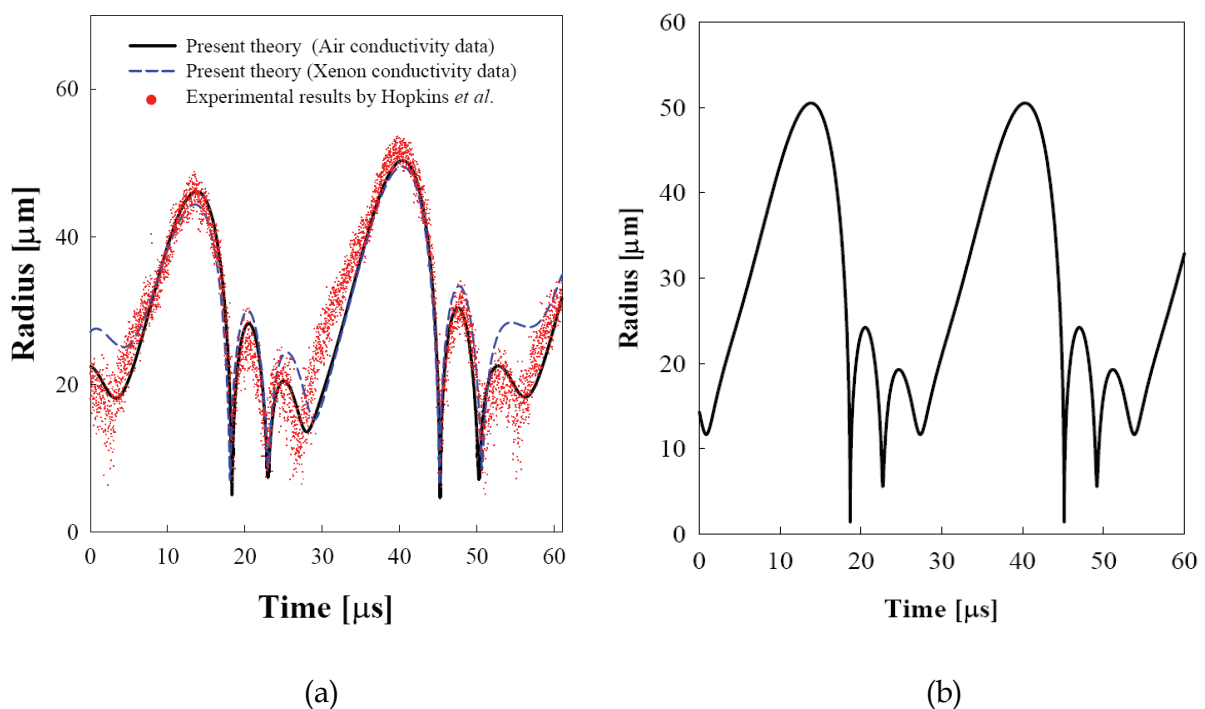 Present theory (Air conductivity data)
Present theory (Xenon conductivity data)
Experimental results by Hopkins et al.
Radius [μm]
60
40
20
0
0 10 20 30 40 50 60
Time [μs]
(a)
Radius [μm]
60
50
40
30
20
10
0
0 10 20 30 40 50 60
Time [μs]
(b)